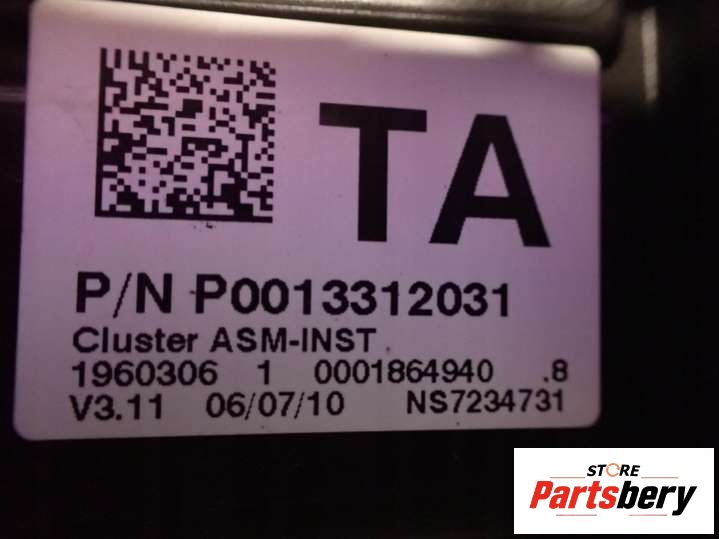 TA
P/N P0013312031
Cluster ASM-INST
1960306 1 0001864940 .8
V3.11 06/07/10 NS7234731
STORE
Partsbery